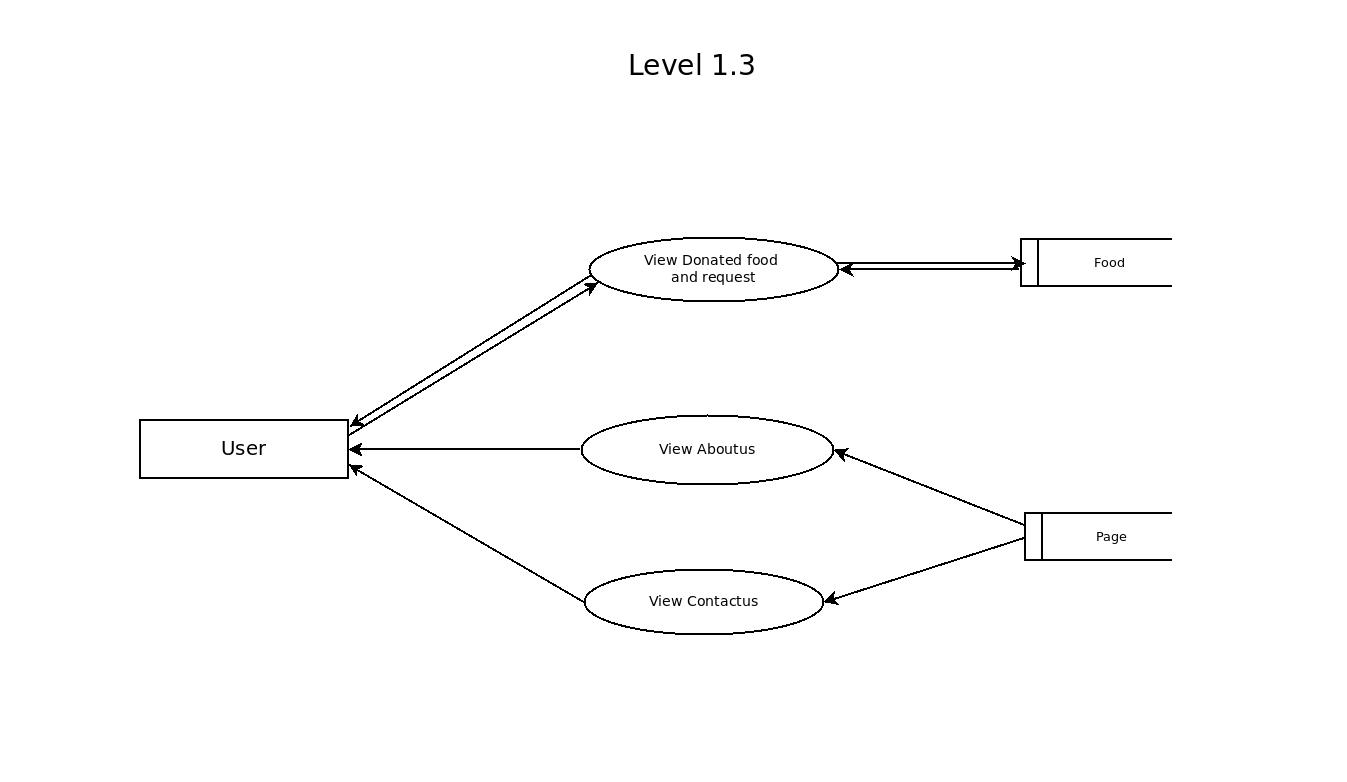 Level 1.3
View Donated food
and request
Food
User
View Aboutus
Page
View Contactus